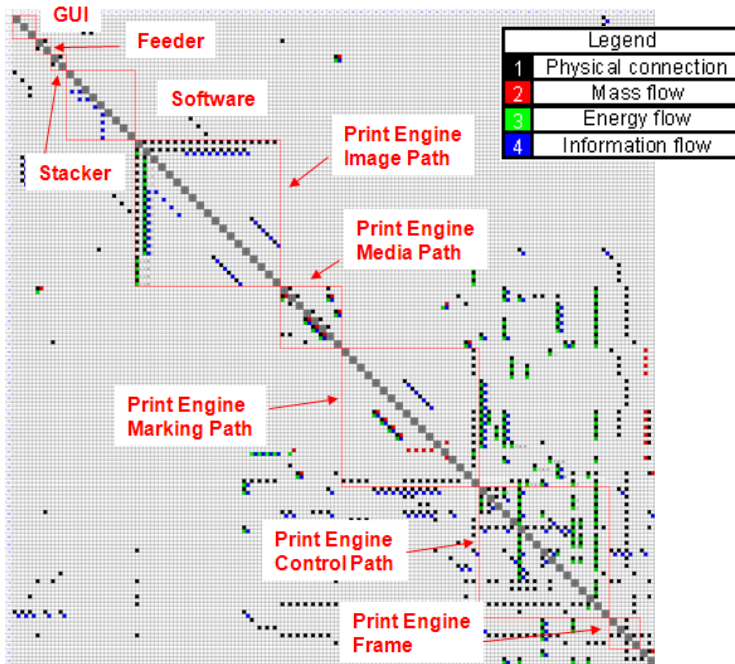 GUI
Feeder
Legend
1 Physical connection
2 Mass flow
3 Energy flow
4 Information flow
Software
Print Engine
Image Path
Stacker
Print Engine
Media Path
Print Engine
Marking Path
Print Engine
Control Path
Print Engine
Frame